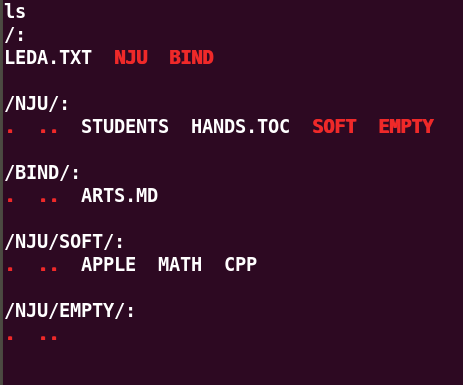 ls
/:
LEDA.TXT  NJU  BIND
/NJU/:
.  ..  STUDENTS  HANDS.TOC  SOFT  EMPTY
/BIND/:
.  ..  ARTS.MD
/NJU/SOFT/:
.  ..  APPLE  MATH  CPP
/NJU/EMPTY/:
.  ..